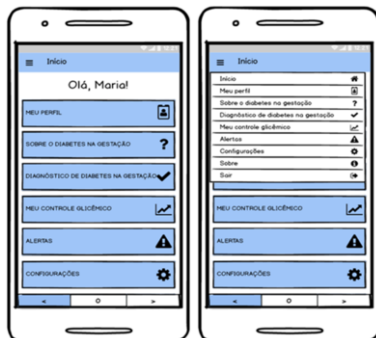 Início
Olá, Maria!
MEU PERFIL
SOBRE O DIABETES NA GESTAÇÃO
?
DIAGNÓSTICO DE DIABETES NA GESTAÇÃO
MEU CONTROLE GLICÊMICO
ALERTAS
CONFIGURAÇÕES
Início
Início
Meu perfil
Sobre o diabetes na gestação
?
Diagnóstico de diabetes na gestação
Meu controle glicêmico
Alertas
Configurações
Sobre
Sair
MEU CONTROLE GLICÊMICO
ALERTAS
CONFIGURAÇÕES